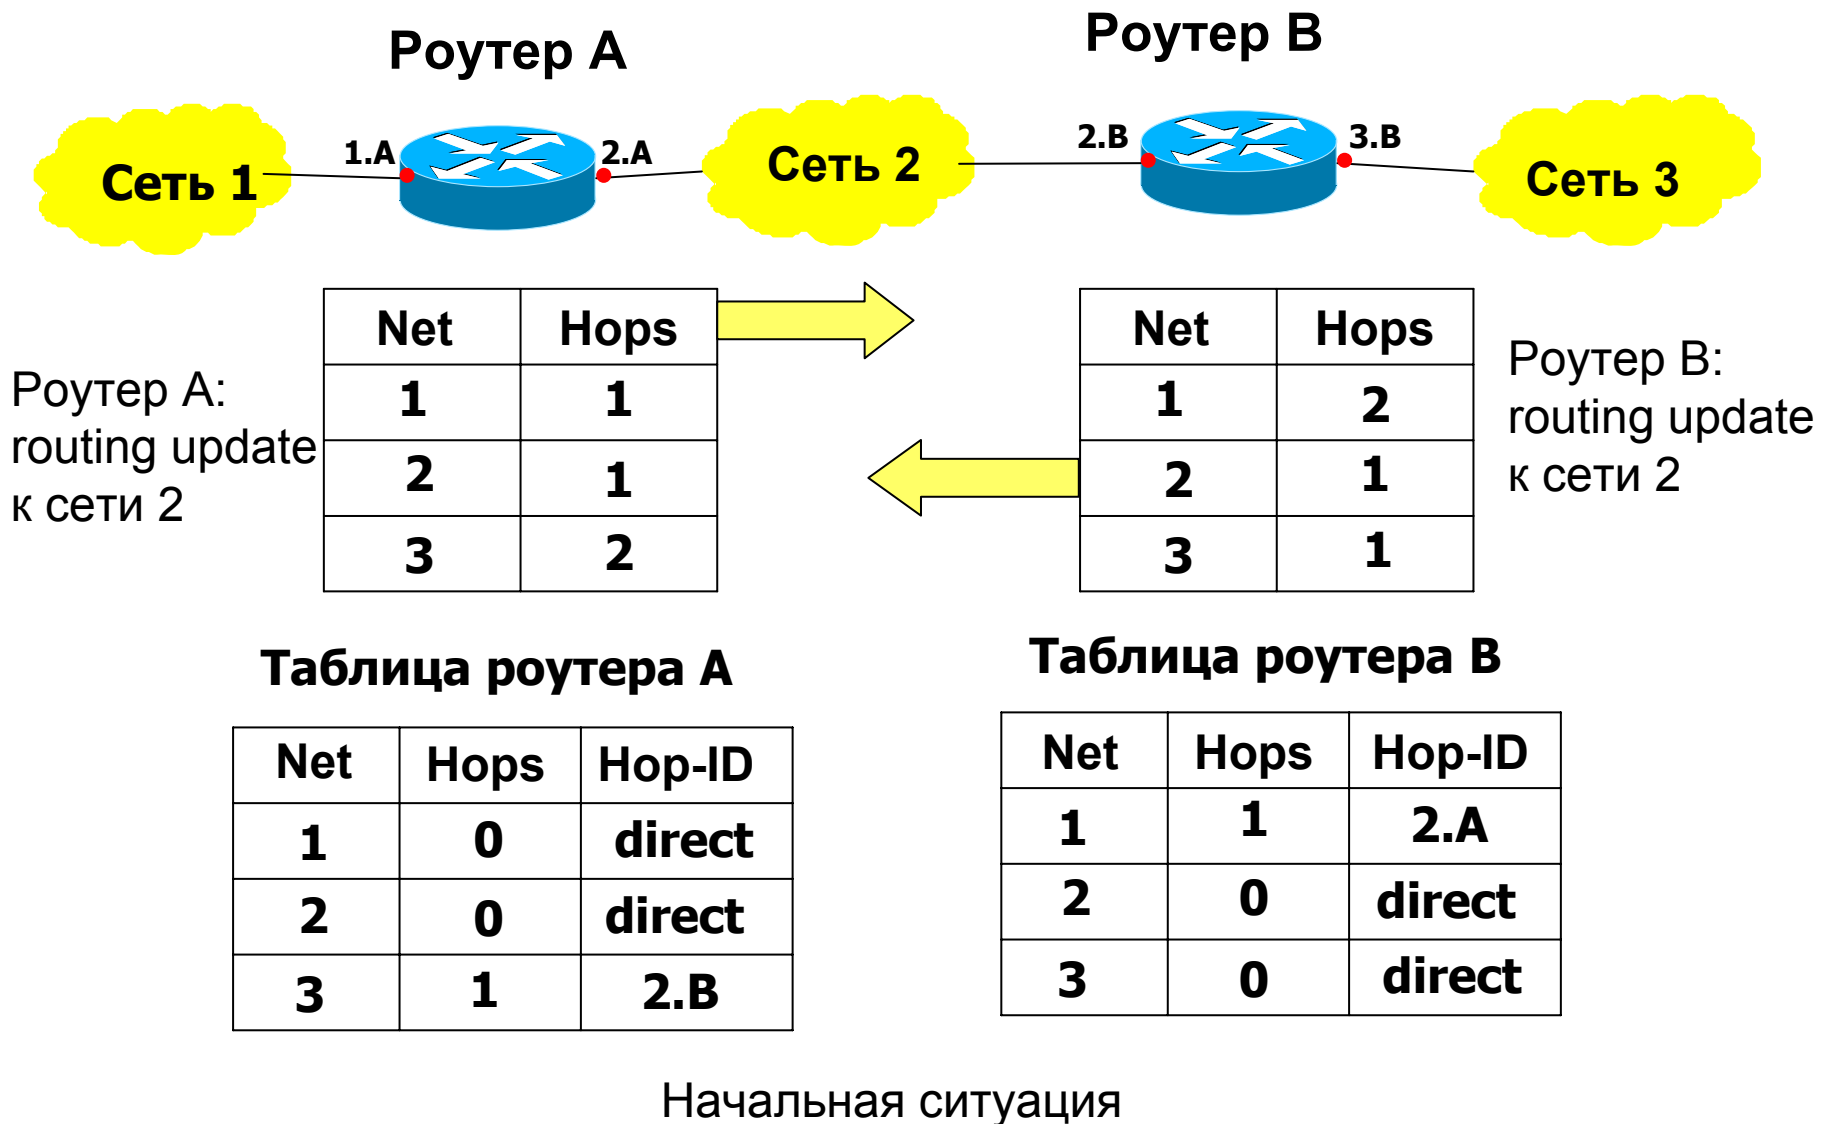 Роутер А
Роутер В
Сеть 1
1.A
2.A
Сеть 2
2.B
3.B
Сеть 3
Роутер А:
routing update
к сети 2
Net Hops
1 1
2 1
3 2
Net Hops
1 2
2 1
3 1
Роутер В:
routing update
к сети 2
Таблица роутера А
Net Hops Hop-ID
1 0 direct
2 0 direct
3 1 2.B
Таблица роутера В
Net Hops Hop-ID
1 1 2.A
2 0 direct
3 0 direct
Начальная ситуация